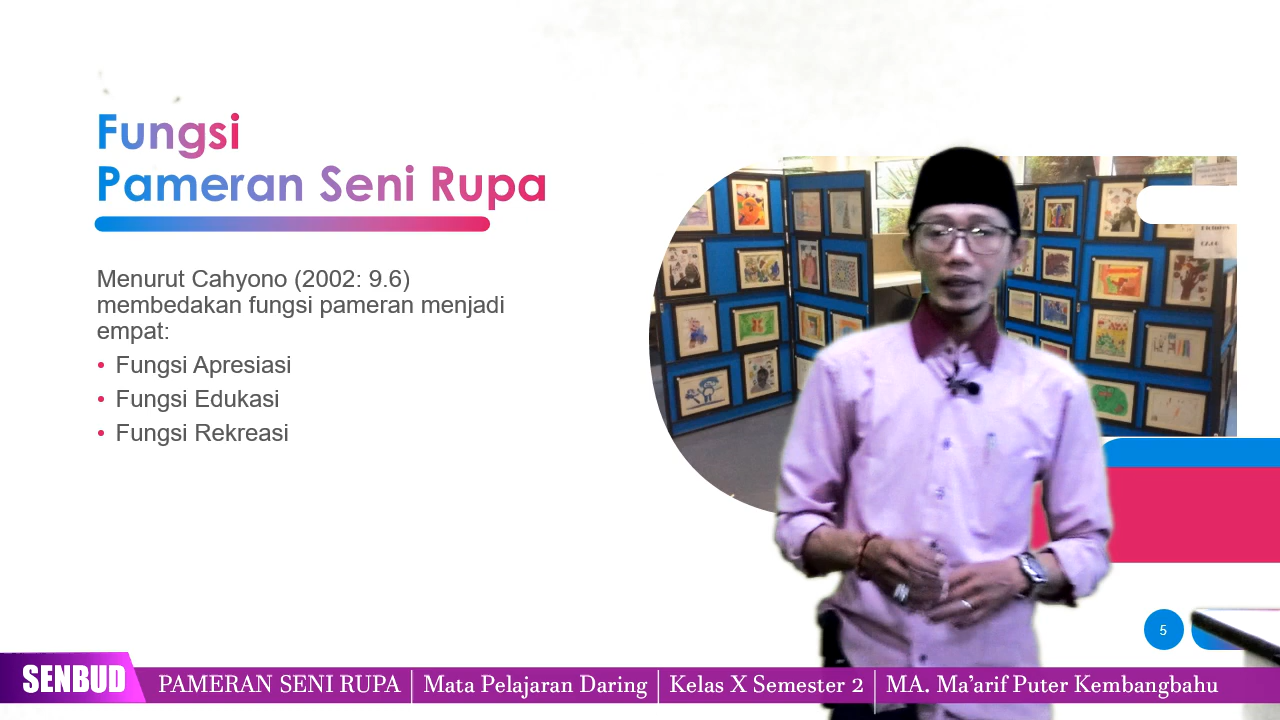 Fungsi
Pameran Seni Rupa
Menurut Cahyono (2002: 9.6)
membedakan fungsi pameran menjadi
empat:
• Fungsi Apresiasi
• Fungsi Edukasi
• Fungsi Rekreasi
5
SENBUD
PAMERAN SENI RUPA | Mata Pelajaran Daring | Kelas X Semester 2 | MA. Ma'arif Puter Kembangbahu